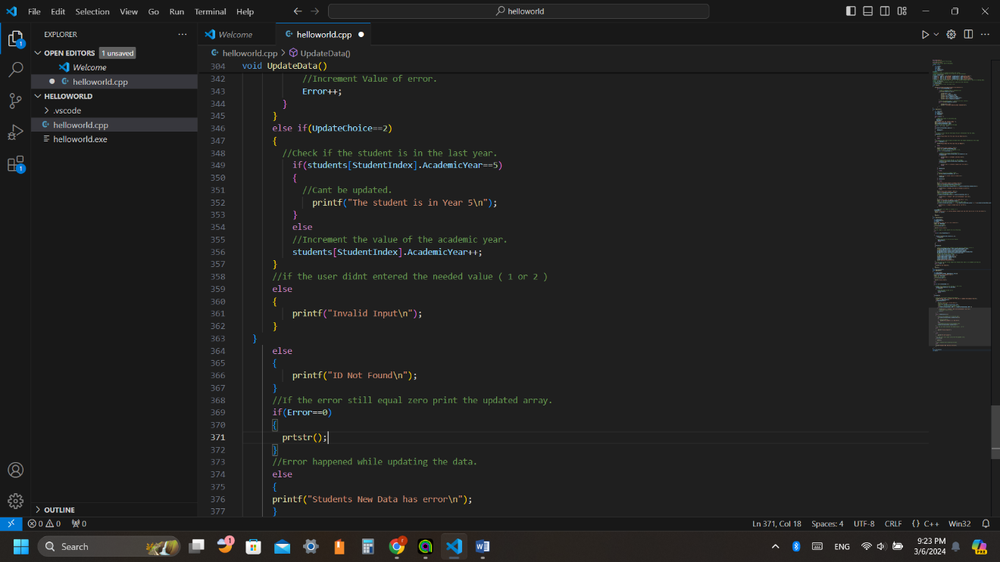 File Edit Selection View Go Run Terminal Help
helloworld
EXPLORER
Welcome
helloworld.cpp
OPEN EDITORS 1 unsaved
helloworld.cpp > UpdateData()
Welcome
304 void UpdateData()
helloworld.cpp
342 //Increment Value of error.
343 Error++;
344 }
345 }
346 else if(UpdateChoice==2)
347 {
348 //Check if the student is in the last year.
349 if(students[StudentIndex].AcademicYear==5)
350 {
351 //Cant be updated.
352 printf("The student is in Year 5\n");
353 }
354 else
355 //Increment the value of the academic year.
356 students[StudentIndex].AcademicYear++;
357 }
358 //if the user didnt entered the needed value ( 1 or 2 )
359 else
360 {
361 printf("Invalid Input\n");
362 }
363 }
364 else
365 {
366 printf("ID Not Found\n");
367 }
368 //If the error still equal zero print the updated array.
369 if(Error==0)
370 {
371 prtstr();
372 }
373 //Error happened while updating the data.
374 else
375 {
376 printf("Students New Data has error\n");
377 }
HELLOWORLD
.vscode
helloworld.cpp
helloworld.exe
1
1
OUTLINE
0 0 0
Ln 371, Col 18 Spaces: 4 UTF-8 CRLF {} C++ Win32
Search
1
ENG
9:23 PM
3/6/2024
PRE